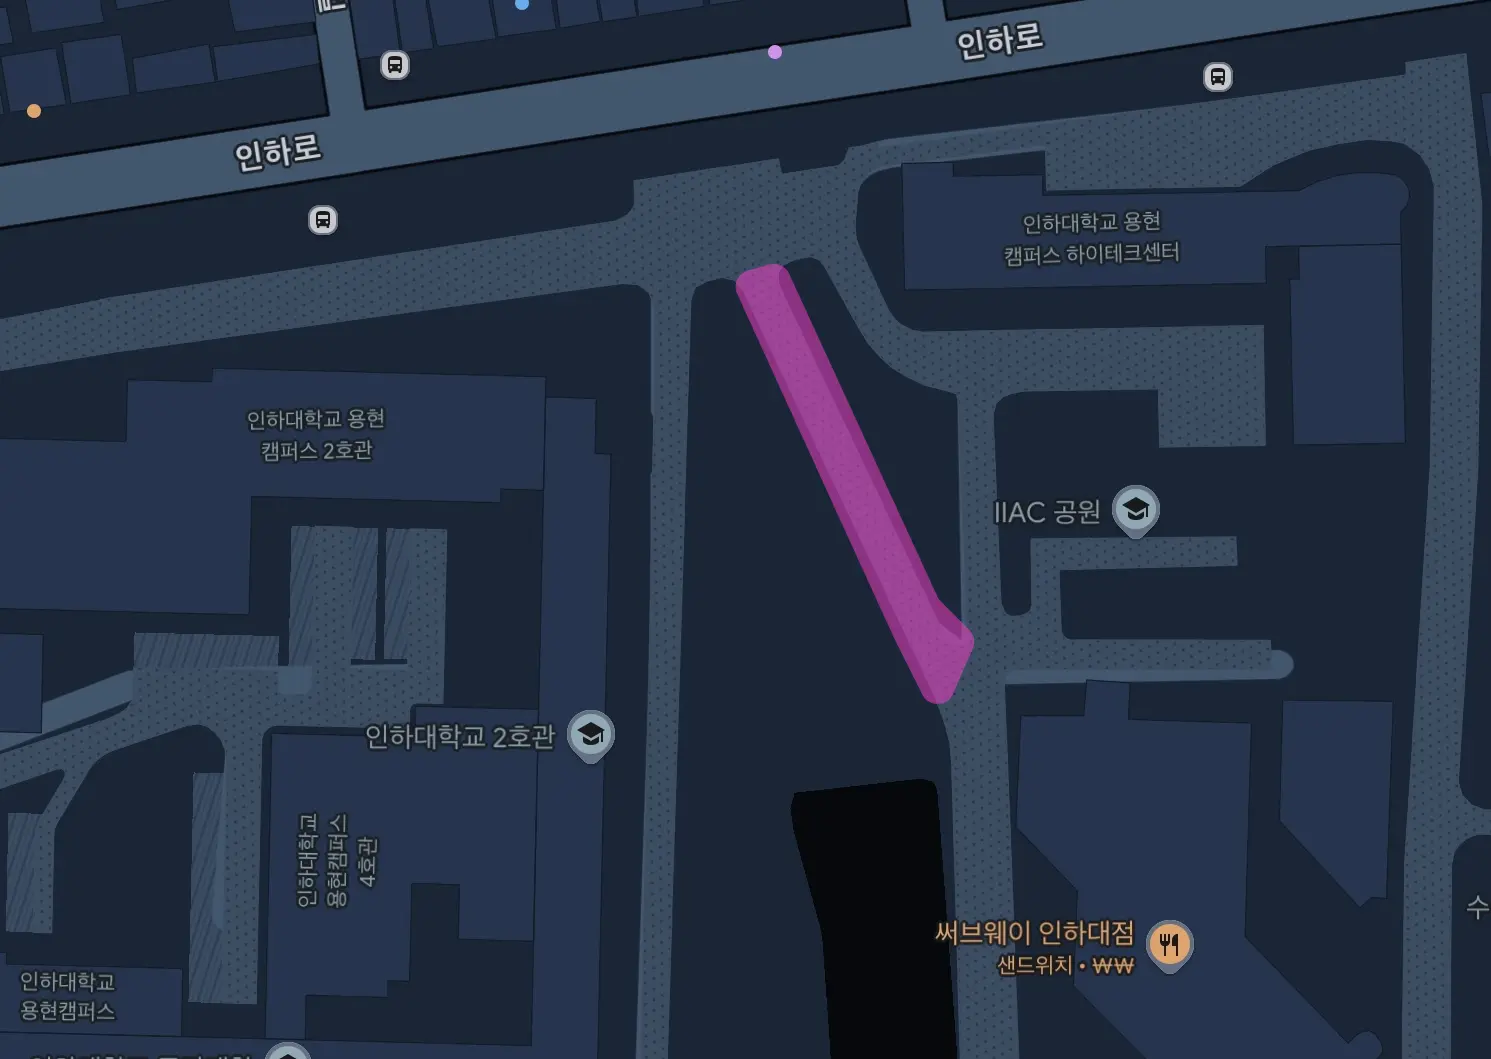 인하로
인하로
인하대학교 용현
캠퍼스 하이테크센터
인하대학교 용현
캠퍼스 2호관
IIAC 공원
인하대학교 2호관
인하대학교
용현캠퍼스
4호관
써브웨이 인하대점
샌드위치 • ₩₩
수
인하대학교
용현캠퍼스